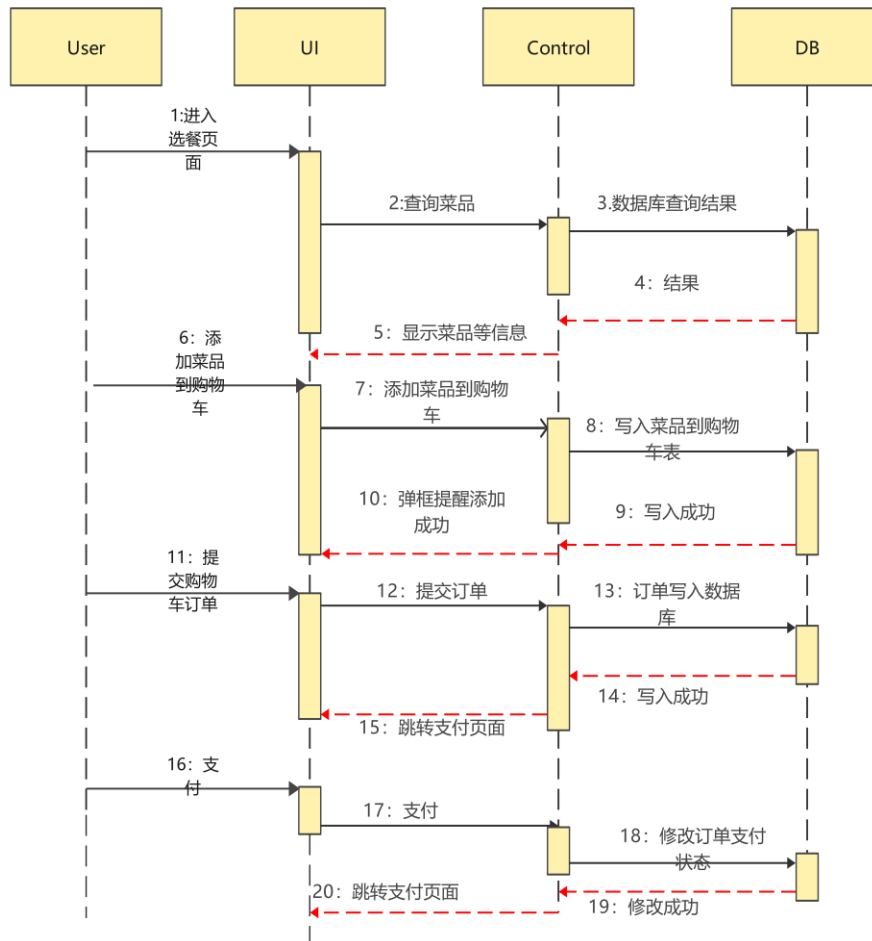 User
UI
Control
DB
1:进入
选餐页
面
2:查询菜品
3.数据库查询结果
4：结果
5：显示菜品等信息
6：添
加菜品
到购物
车
7：添加菜品到购物
车
8：写入菜品到购物
车表
9：写入成功
10：弹框提醒添加
成功
11：提
交购物
车订单
12：提交订单
13：订单写入数据
库
14：写入成功
15：跳转支付页面
16：支
付
17：支付
18：修改订单支付
状态
19：修改成功
20：跳转支付页面